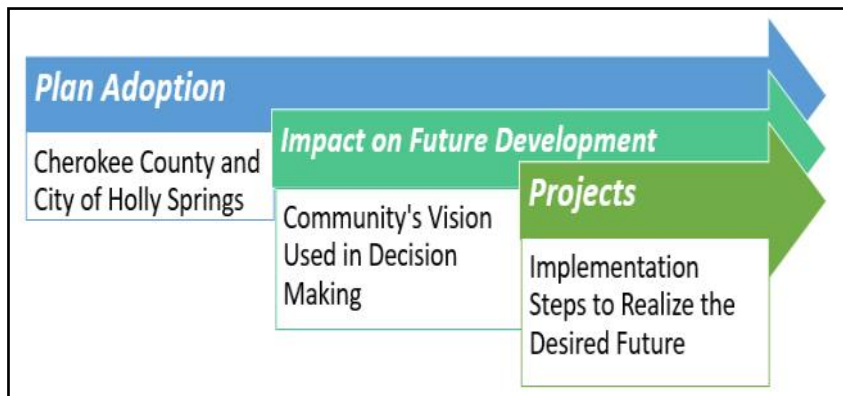 Plan Adoption
Cherokee County and
City of Holly Springs
Impact on Future Development
Community's Vision
Used in Decision
Making
Projects
Implementation
Steps to Realize the
Desired Future